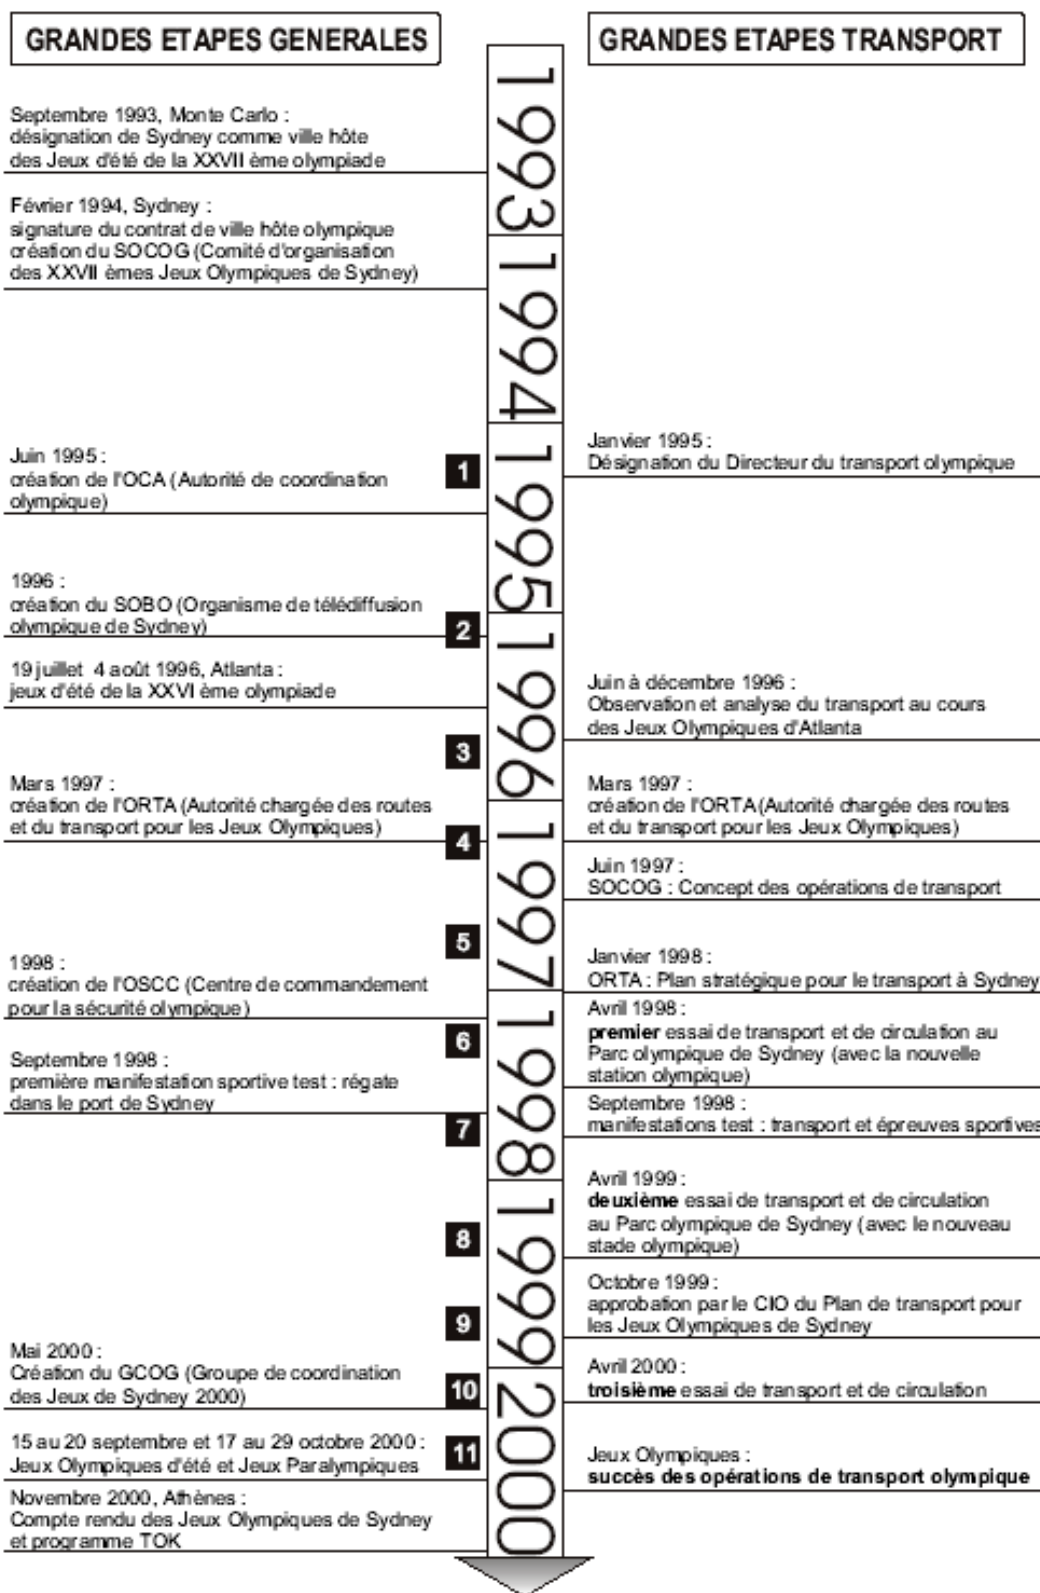 GRANDES ETAPES GENERALES
Septembre 1993, Monte Carlo :
désignation de Sydney comme ville hôte
des Jeux d'été de la XXVII ème olympiade
Février 1994, Sydney :
signature du contrat de ville hôte olympique
création du SOCOG (Comité d'organisation
des XXVII èmes Jeux Olympiques de Sydney)
Juin 1995 :
création de l'OCA (Autorité de coordination
olympique)
1996 :
création du SOBO (Organisme de télédiffusion
olympique de Sydney)
19 juillet 4 août 1996, Atlanta :
jeux d'été de la XXVI ème olympiade
Mars 1997 :
création de l'ORTA (Autorité chargée des routes
et du transport pour les Jeux Olympiques)
1998 :
création de l'OSCC (Centre de commandement
pour la sécurité olympique)
Septembre 1998 :
première manifestation sportive test : régate
dans le port de Sydney
Mai 2000 :
Création du GCOG (Groupe de coordination
des Jeux de Sydney 2000)
15 au 20 septembre et 17 au 29 octobre 2000 :
Jeux Olympiques d'été et Jeux Paralympiques
Novembre 2000, Athènes :
Compte rendu des Jeux Olympiques de Sydney
et programme TOK
1
2
3
4
5
6
7
8
9
10
11
1993
1994
1995
1996
1997
1998
1999
2000
GRANDES ETAPES TRANSPORT
Janvier 1995 :
Désignation du Directeur du transport olympique
Juin à décembre 1996 :
Observation et analyse du transport au cours
des Jeux Olympiques d'Atlanta
Mars 1997 :
création de l'ORTA (Autorité chargée des routes
et du transport pour les Jeux Olympiques)
Juin 1997 :
SOCOG : Concept des opérations de transport
Janvier 1998 :
ORTA : Plan stratégique pour le transport à Sydney
Avril 1998 :
premier essai de transport et de circulation au
Parc olympique de Sydney (avec la nouvelle
station olympique)
Septembre 1998 :
manifestations test : transport et épreuves sportives
Avril 1999 :
deuxième essai de transport et de circulation
au Parc olympique de Sydney (avec le nouveau
stade olympique)
Octobre 1999 :
approbation par le CIO du Plan de transport pour
les Jeux Olympiques de Sydney
Avril 2000 :
troisième essai de transport et de circulation
Jeux Olympiques :
succès des opérations de transport olympique